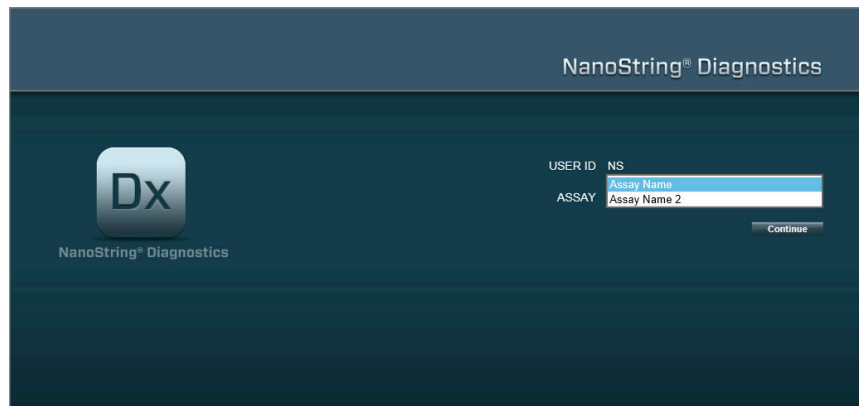 NanoString® Diagnostics
USER ID NS
Assay Name
ASSAY Assay Name 2
Continue
Dx
NanoString® Diagnostics